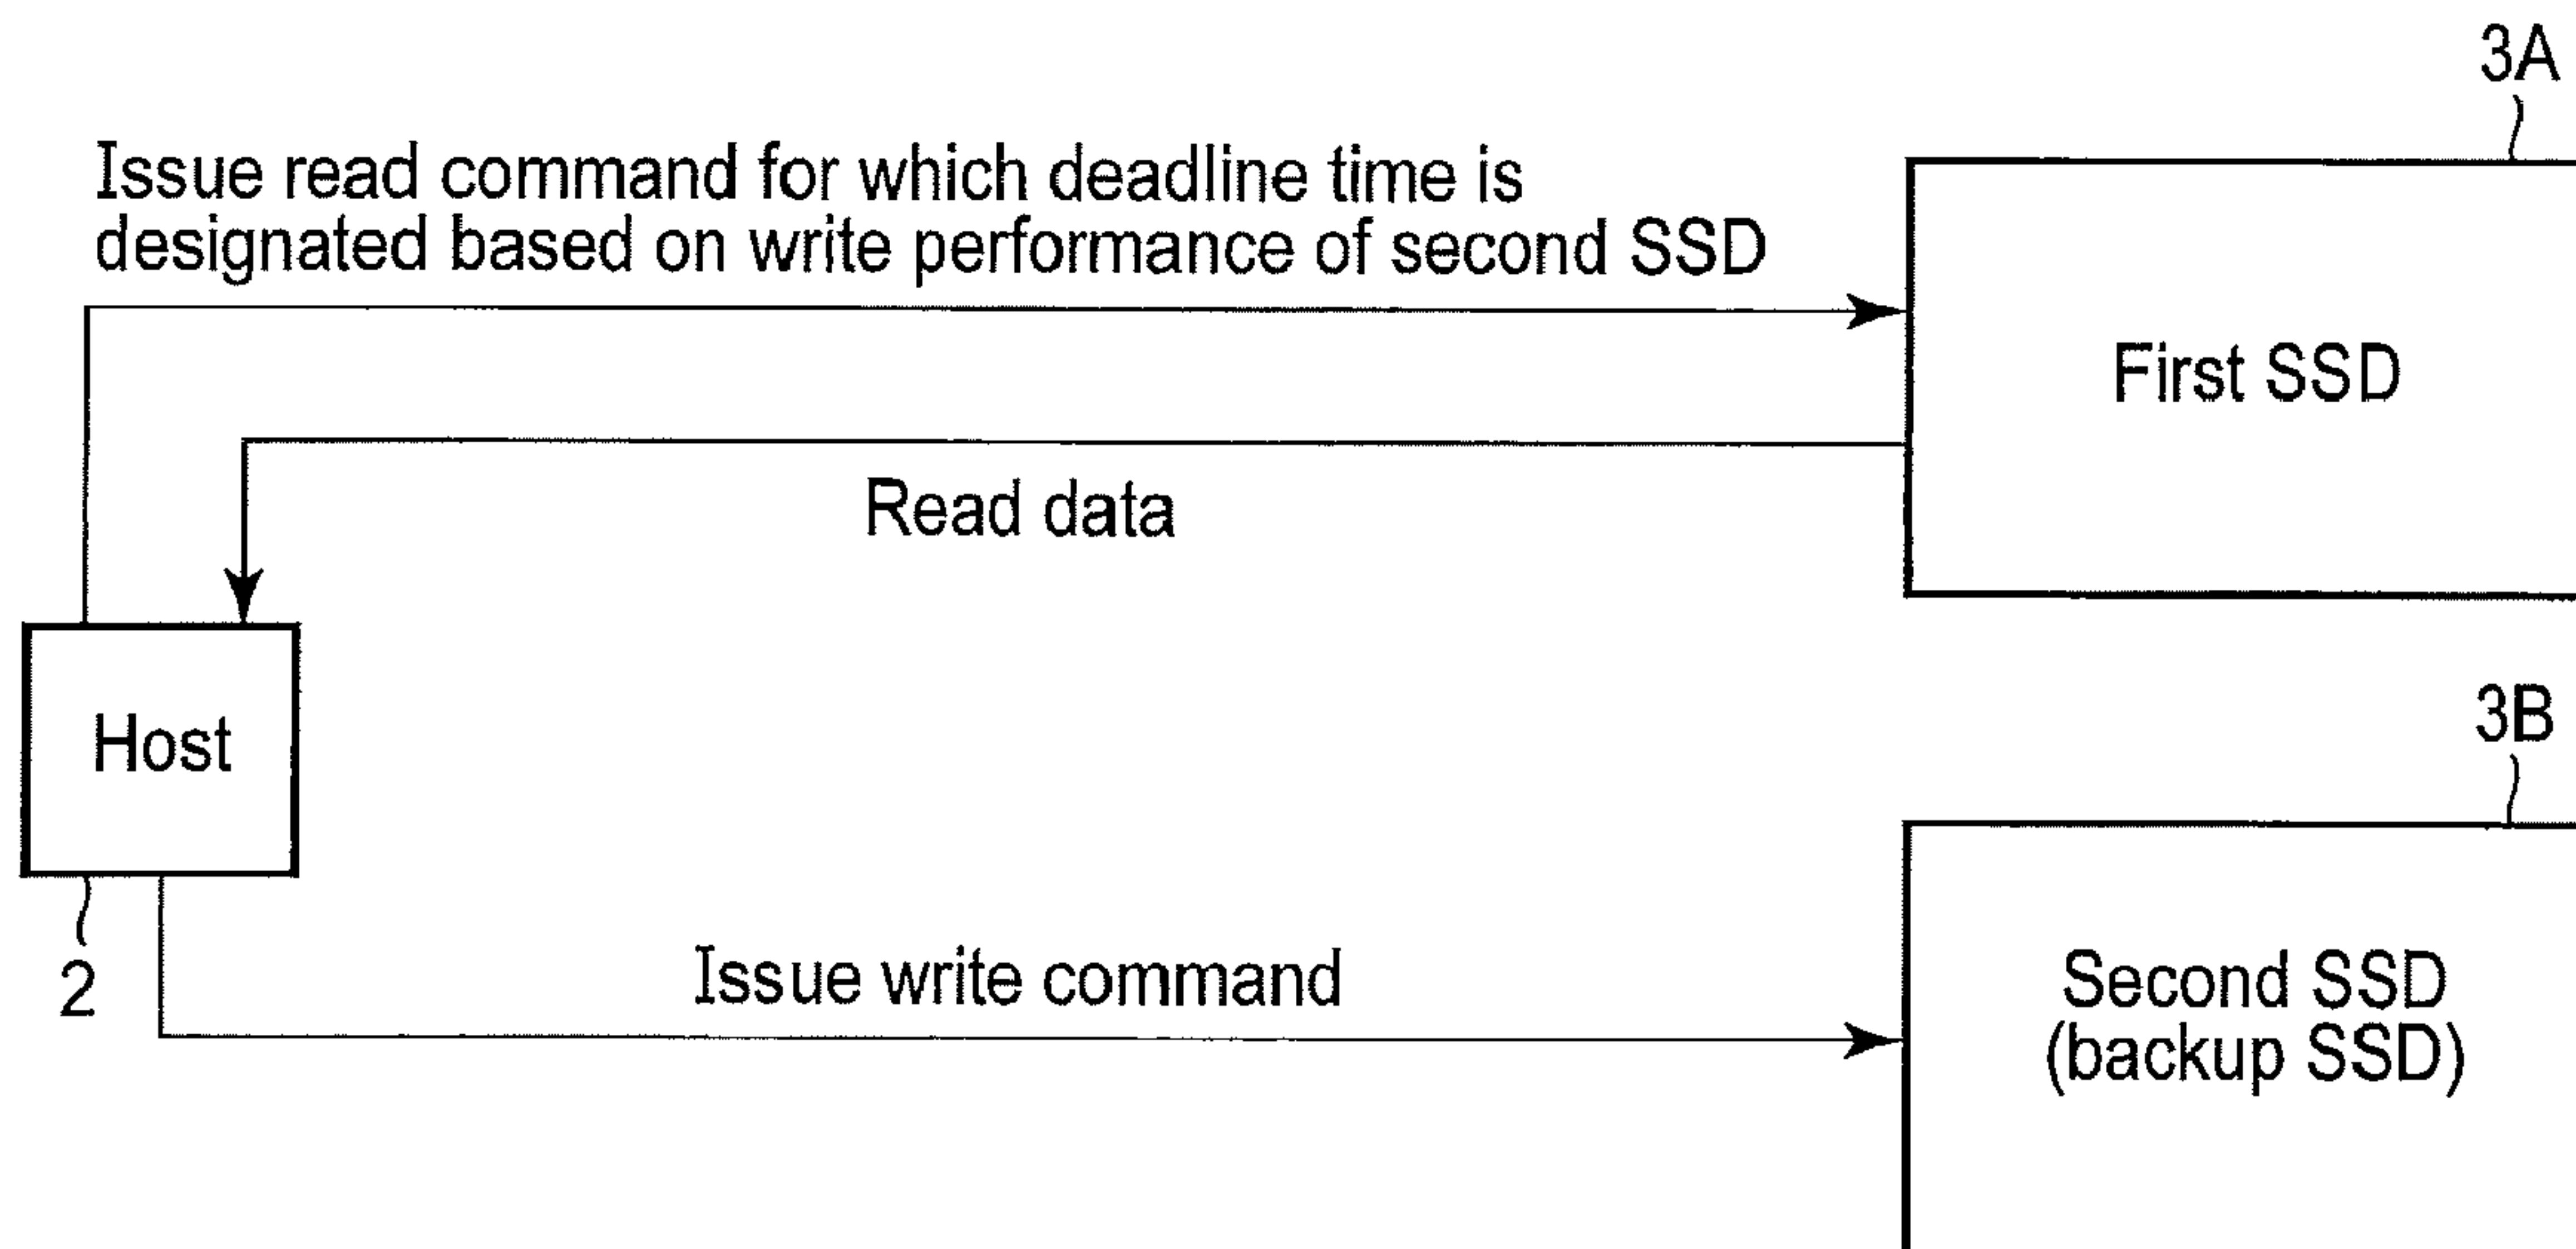 3A
Issue read command for which deadline time is
designated based on write performance of second SSD
First SSD
Read data
3B
Host
2
Issue write command
Second SSD
(backup SSD)